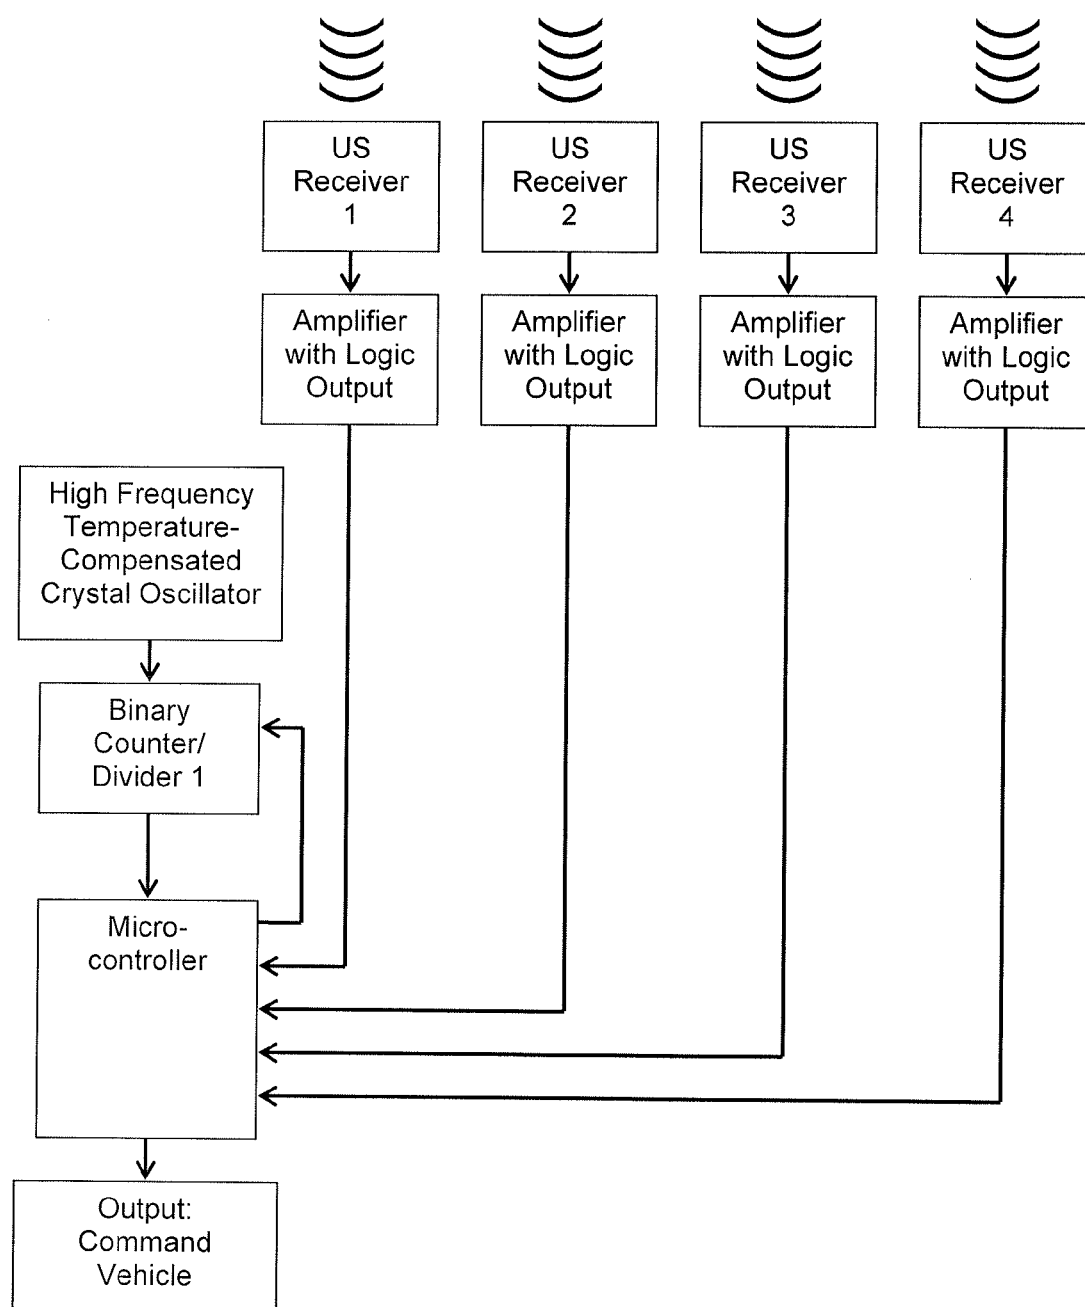 US
Receiver
1
US
Receiver
2
US
Receiver
3
US
Receiver
4
Amplifier
with Logic
Output
Amplifier
with Logic
Output
Amplifier
with Logic
Output
Amplifier
with Logic
Output
High Frequency
Temperature-
Compensated
Crystal Oscillator
Binary
Counter/
Divider 1
Micro-
controller
Output:
Command
Vehicle